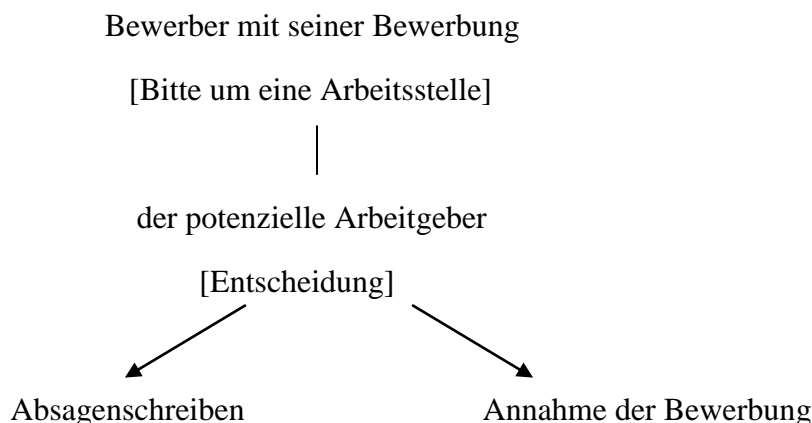 Bewerber mit seiner Bewerbung
[Bitte um eine Arbeitsstelle]
der potenzielle Arbeitgeber
[Entscheidung]
Absagenschreiben Annahme der Bewerbung